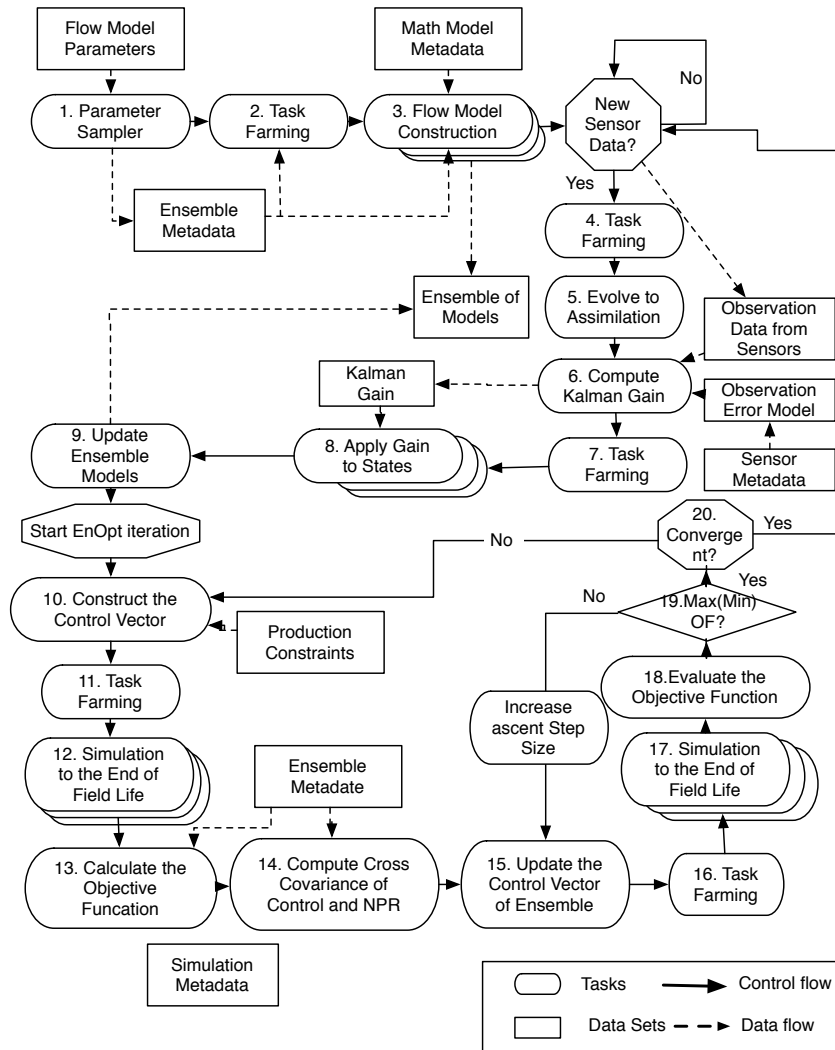 Flow Model
Parameters
Math Model
Metadata
No
1. Parameter
Sampler
2. Task
Farming
3. Flow Model
Construction
New
Sensor
Data?
Yes
Ensemble
Metadata
4. Task
Farming
Ensemble of
Models
5. Evolve to
Assimilation
Observation
Data from
Sensors
Kalman
Gain
6. Compute
Kalman Gain
Observation
Error Model
9. Update
Ensemble
Models
8. Apply Gain
to States
7. Task
Farming
Sensor
Metadata
Start EnOpt iteration
No
20.
Converge
nt?
Yes
10. Construct the
Control Vector
Production
Constraints
No
Yes
19.Max(Min)
OF?
11. Task
Farming
Increase
ascent Step
Size
18.Evaluate the
Objective Function
12. Simulation
to the End of
Field Life
Ensemble
Metadate
17. Simulation
to the End of
Field Life
13. Calculate the
Objective
Funcation
14. Compute Cross
Covariance of
Control and NPR
15. Update the
Control Vector
of Ensemble
16. Task
Farming
Simulation
Metadata
Tasks
Control flow
Data Sets
Data flow